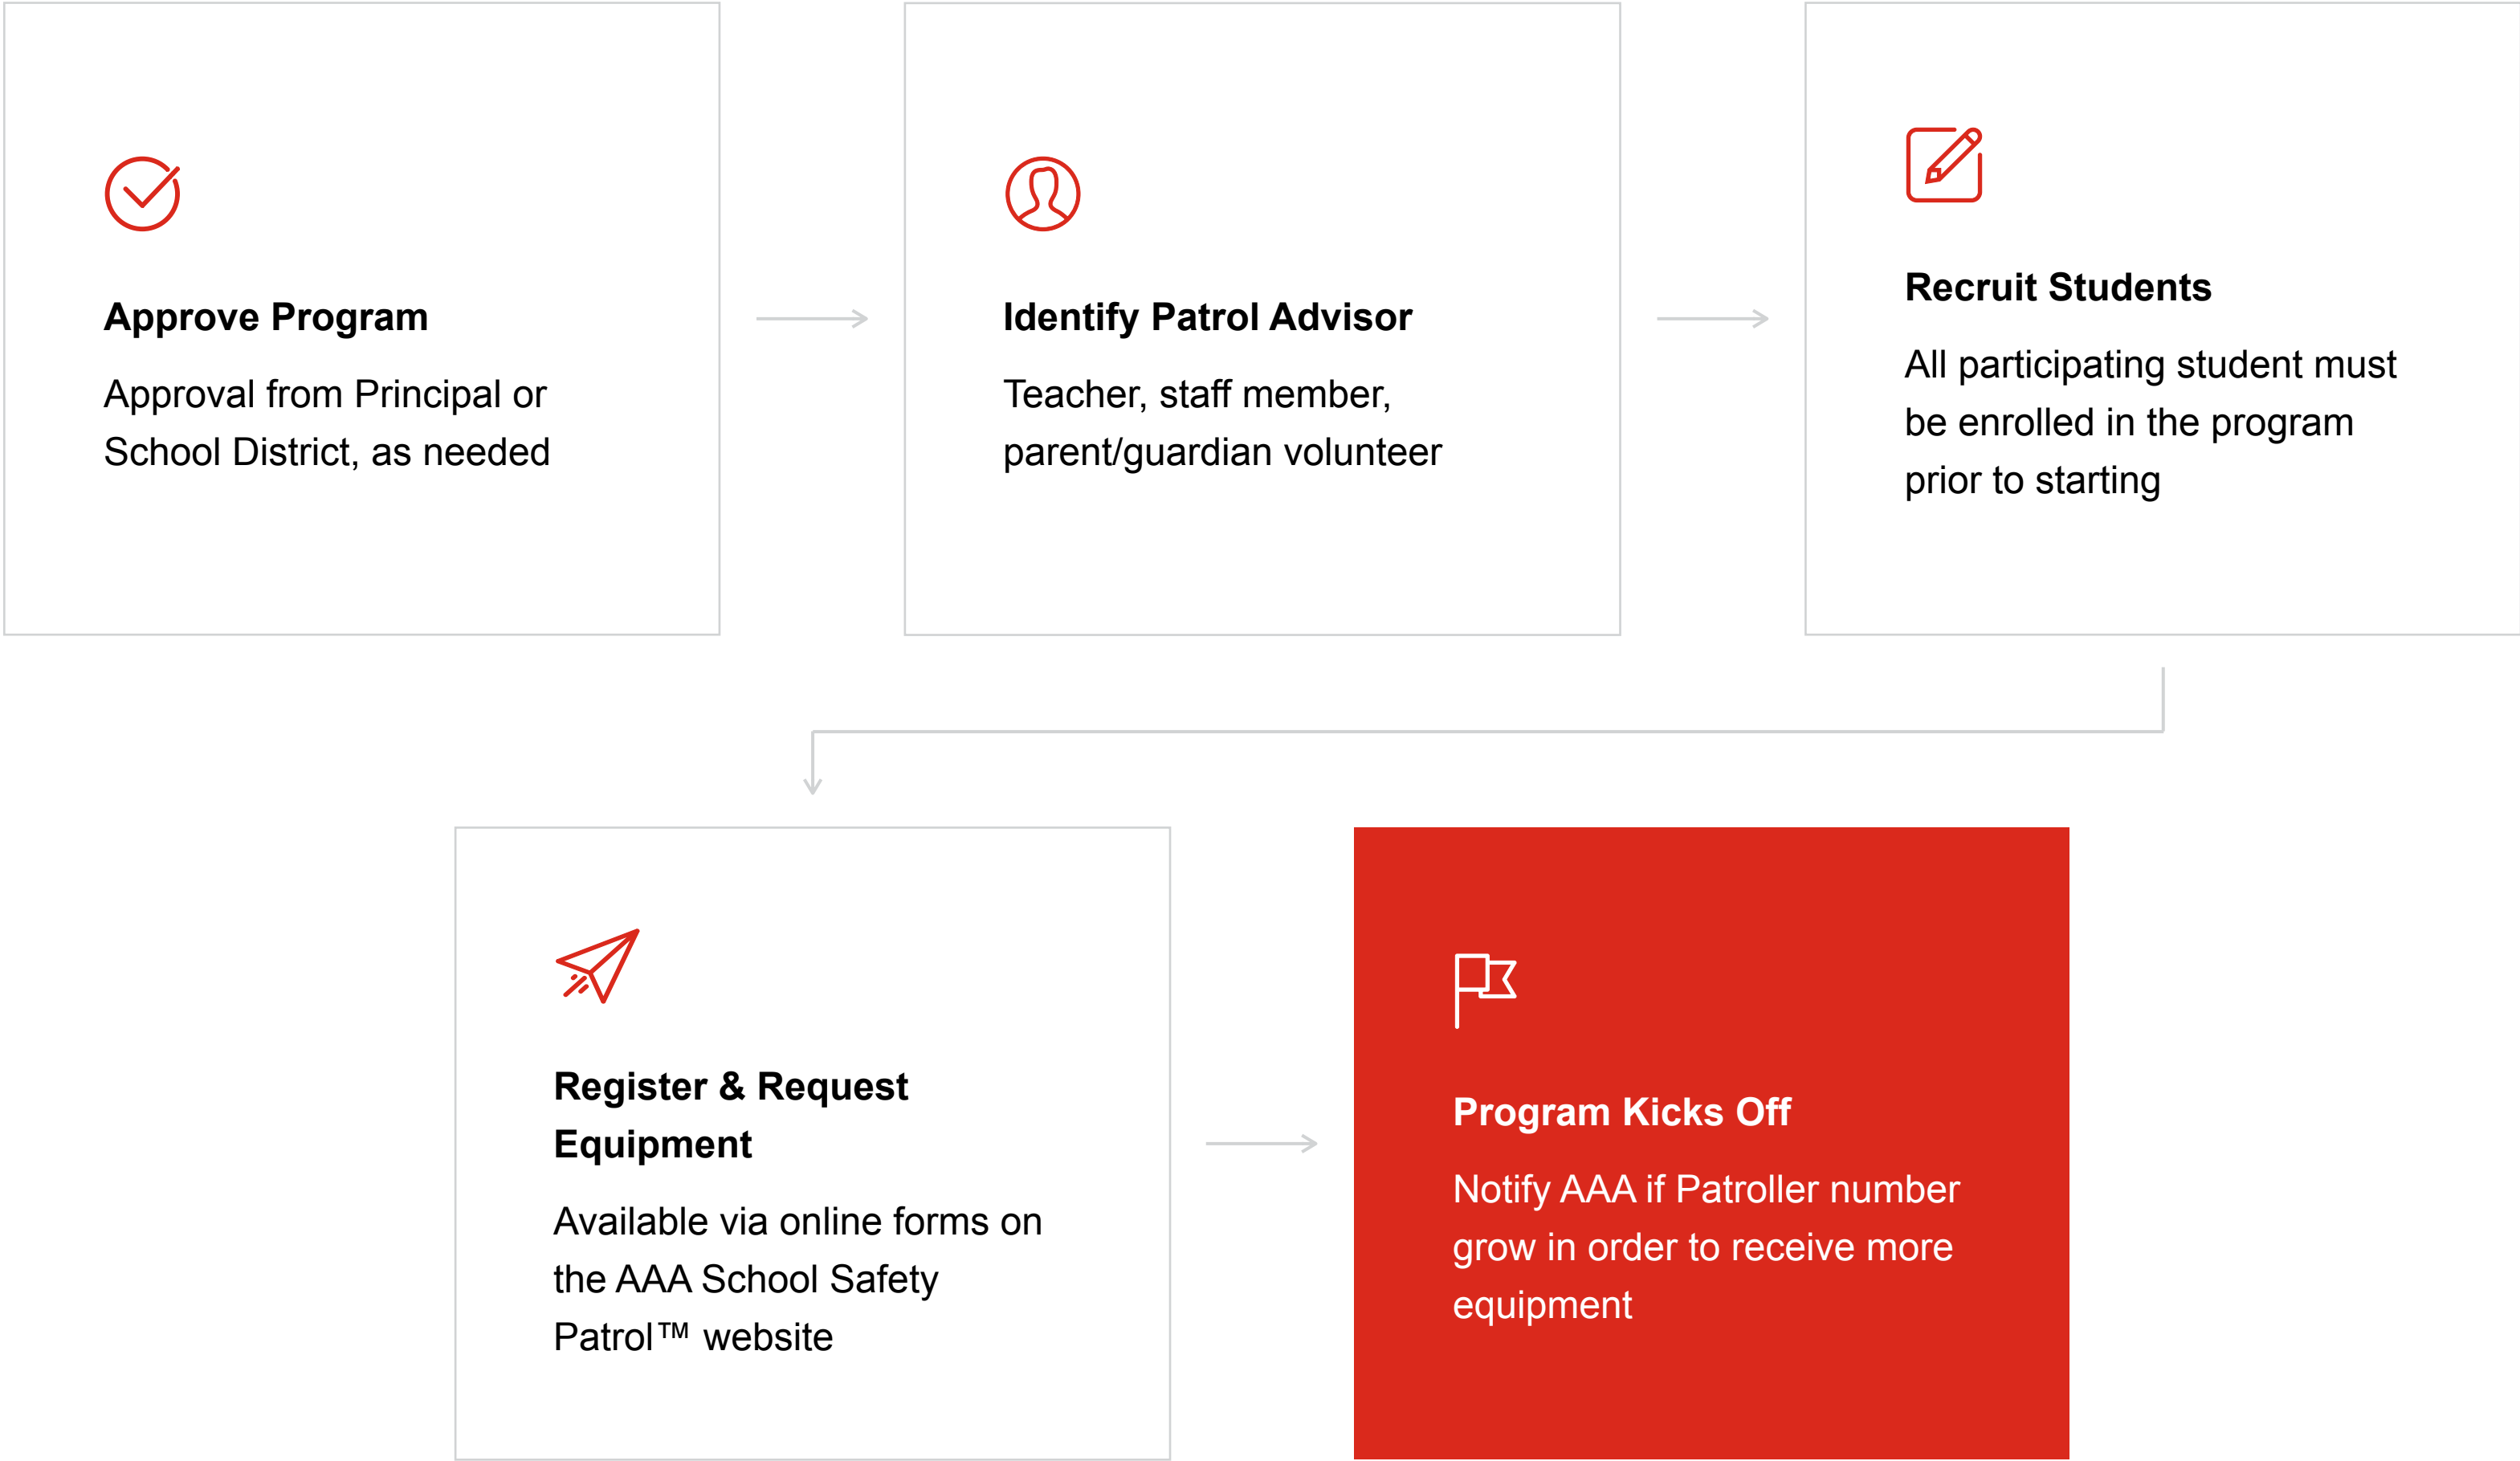 Approve Program
Approval from Principal or
School District, as needed
Identify Patrol Advisor
Teacher, staff member,
parent/guardian volunteer
Recruit Students
All participating student must
be enrolled in the program
prior to starting
Register & Request
Equipment
Available via online forms on
the AAA School Safety
Patrol™ website
Program Kicks Off
Notify AAA if Patroller number
grow in order to receive more
equipment